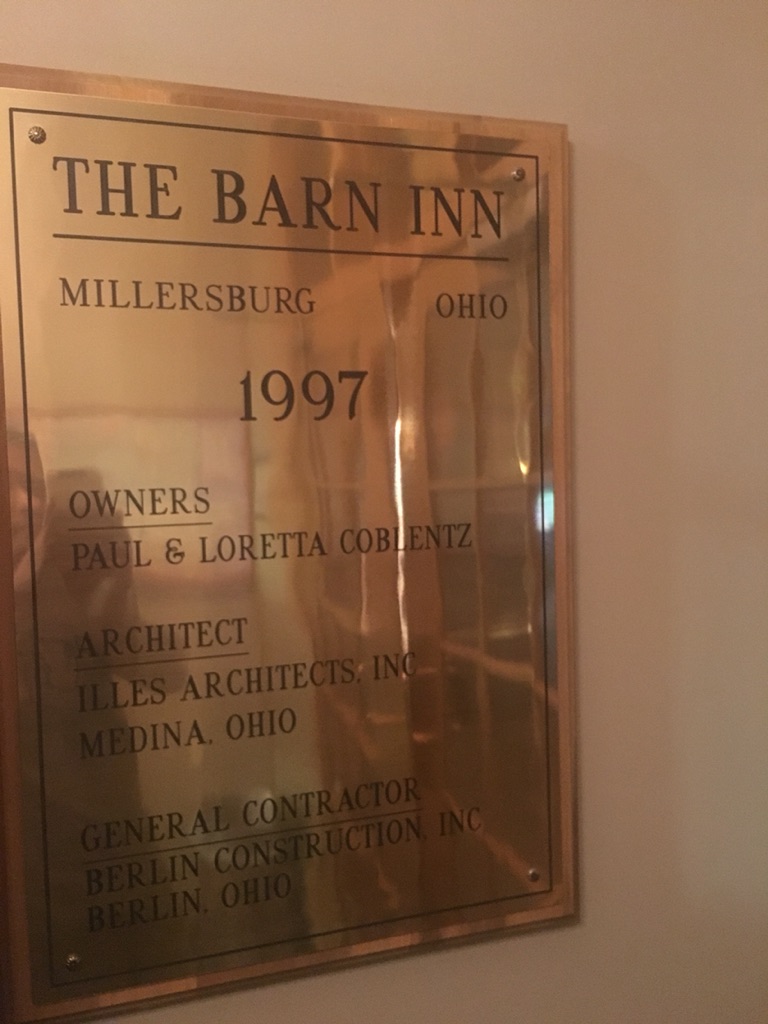 THE BARN INN
MILLERSBURG OHIO
1997
OWNERS
PAUL & LORETTA COBLENTZ
ARCHITECT
ILLES ARCHITECTS, INC
MEDINA, OHIO
GENERAL CONTRACTOR
BERLIN CONSTRUCTION, INC
BERLIN, OHIO